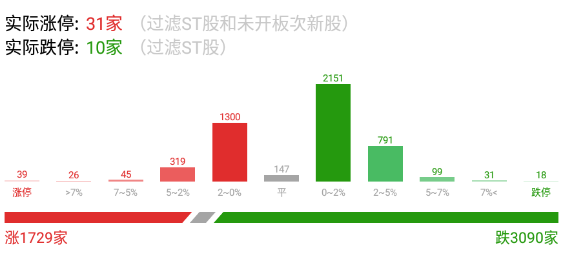 实际涨停: 31家 （过滤ST股和未开板次新股）
实际跌停: 10家 （过滤ST股）
39 26 45 319 1300 147 2151 791 99 31 18
涨停 >7% 7~5% 5~2% 2~0% 平 0~2% 2~5% 5~7% 7%< 跌停
涨1729家 跌3090家